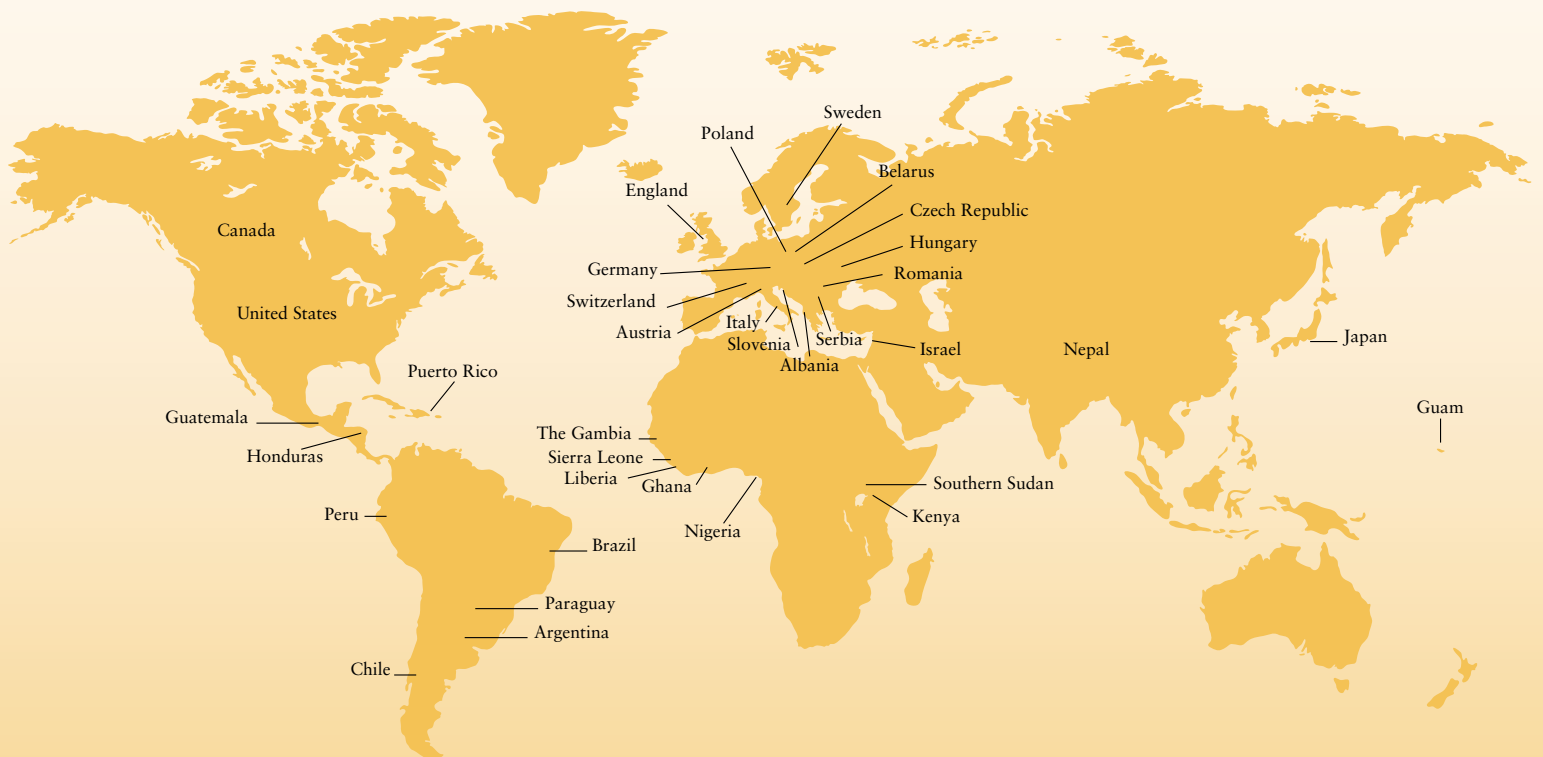 Sweden
Poland
Belarus
England
Czech Republic
Canada
Hungary
Germany
Romania
Switzerland
United States
Italy
Austria
Slovenia
Serbia
Israel
Nepal
Japan
Albania
Puerto Rico
Guam
Guatemala
The Gambia
Honduras
Sierra Leone
Liberia
Ghana
Southern Sudan
Peru
Kenya
Nigeria
Brazil
Paraguay
Argentina
Chile